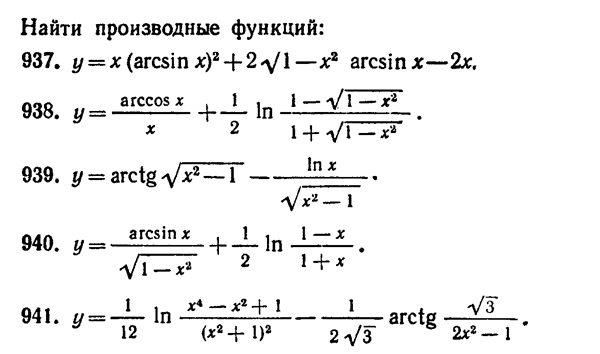 Найти производные функций:
937. y = x (arcsin x)² + 2 √(1 — x²) arcsin x — 2x.
938. y = (arccos x)/x + 1/2 ln (1 — √(1 — x²))/(1 + √(1 — x²)).
939. y = arctg √(x² — 1) — (ln x)/√(x² — 1).
940. y = (arcsin x)/√(1 — x²) + 1/2 ln (1 — x)/(1 + x).
941. y = 1/12 ln (x⁴ — x² + 1)/(x² + 1)² — 1/(2 √3) arctg √3/(2x² — 1).